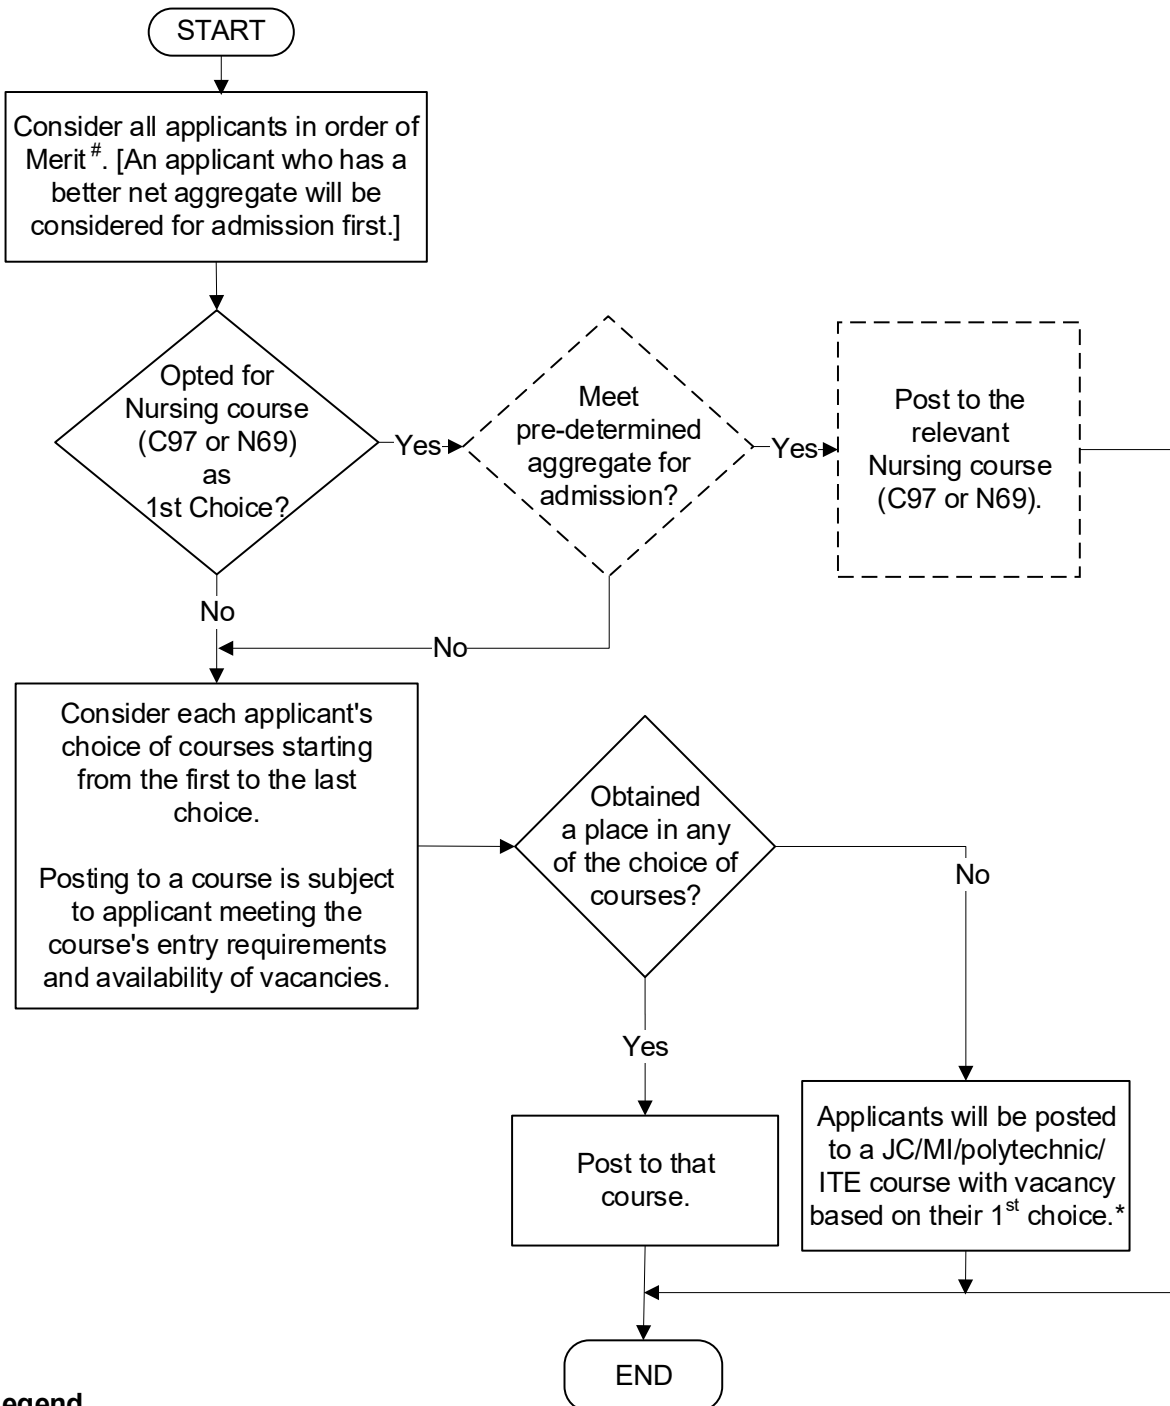 START
Consider all applicants in order of
Merit #. [An applicant who has a
better net aggregate will be
considered for admission first.]
Opted for
Nursing course
(C97 or N69)
as
1st Choice?
Yes
Meet
pre-determined
aggregate for
admission?
Yes
Post to the
relevant
Nursing course
(C97 or N69).
No
No
Consider each applicant's
choice of courses starting
from the first to the last
choice.
Posting to a course is subject
to applicant meeting the
course's entry requirements
and availability of vacancies.
Obtained
a place in any
of the choice of
courses?
No
Yes
Post to that
course.
Applicants will be posted
to a JC/MI/polytechnic/
ITE course with vacancy
based on their 1st choice.*
END
egend